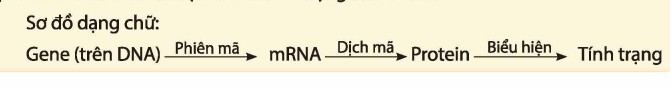 Sơ đồ dạng chữ:
Gene (trên DNA) Phiên mã mRNA Dịch mã Protein Biểu hiện Tính trạng